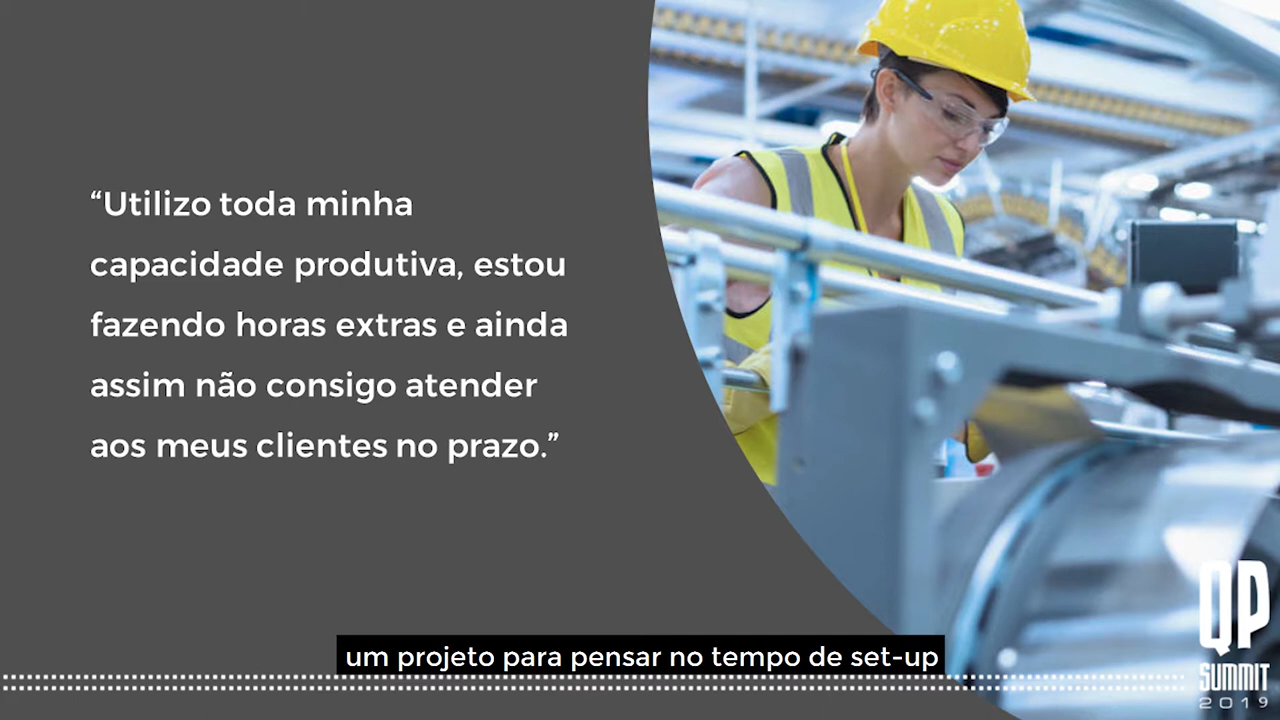 “Utilizo toda minha
capacidade produtiva, estou
fazendo horas extras e ainda
assim não consigo atender
aos meus clientes no prazo.”
um projeto para pensar no tempo de set-up
QP
SUMMIT
2019